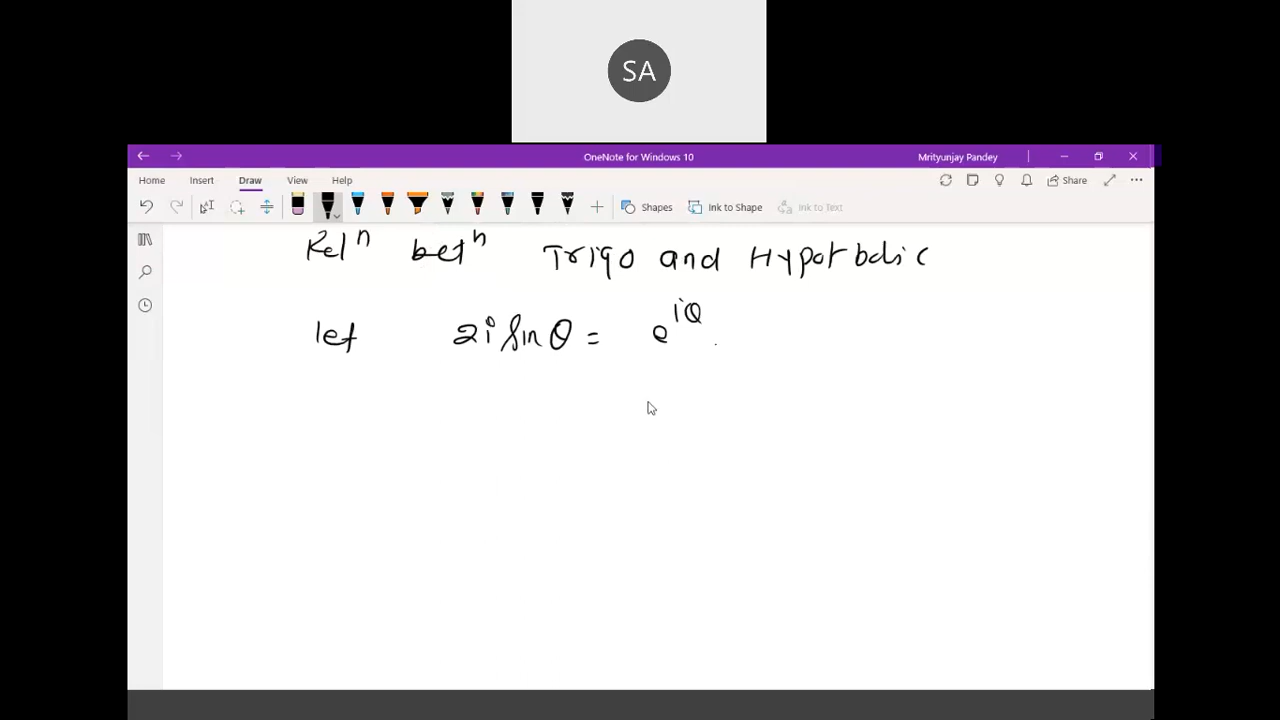 SA
OneNote for Windows 10
Mrityunjay Pandey
Home Insert Draw View Help
Share
Shapes Ink to Shape Ink to Text
Relⁿ betⁿ Trigo and Hyperbolic
let 2i sin θ = e^{iθ}